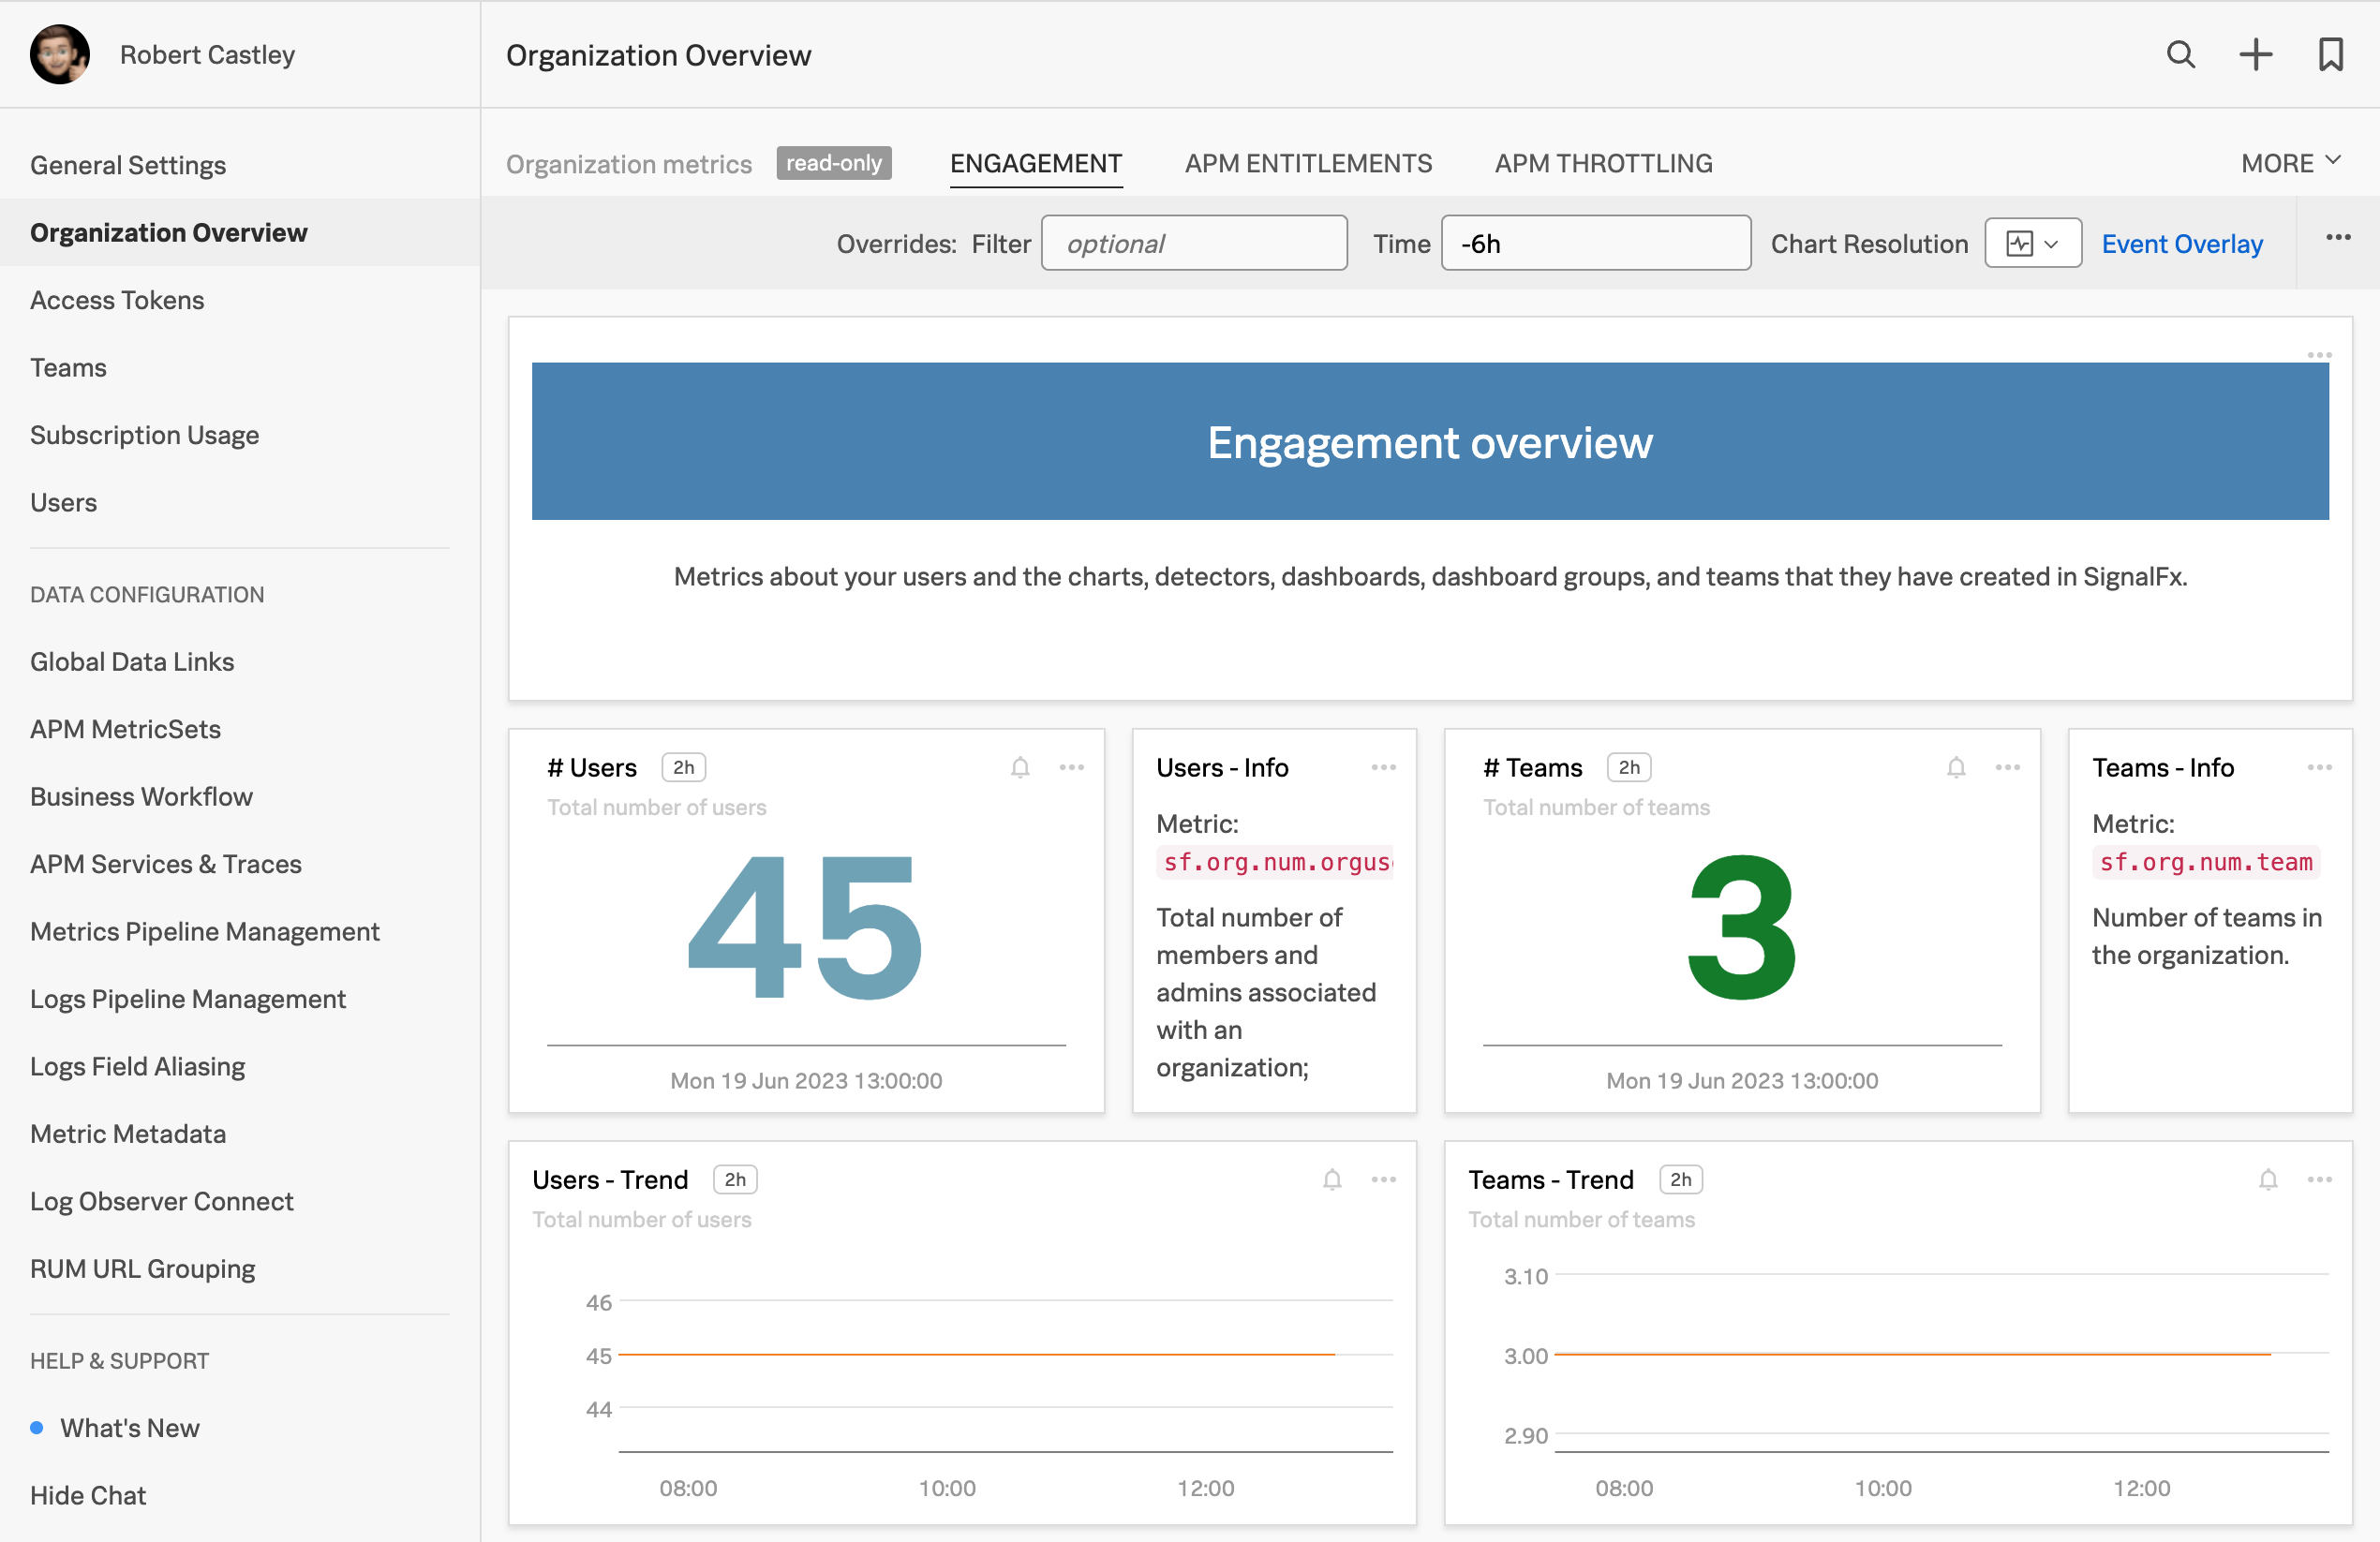 Robert Castley
General Settings
Organization Overview
Access Tokens
Teams
Subscription Usage
Users
DATA CONFIGURATION
Global Data Links
APM MetricSets
Business Workflow
APM Services & Traces
Metrics Pipeline Management
Logs Pipeline Management
Logs Field Aliasing
Metric Metadata
Log Observer Connect
RUM URL Grouping
HELP & SUPPORT
What's New
Hide Chat
Organization Overview
Organization metrics read-only ENGAGEMENT APM ENTITLEMENTS APM THROTTLING MORE
Overrides: Filter optional Time -6h Chart Resolution Event Overlay
Engagement overview
Metrics about your users and the charts, detectors, dashboards, dashboard groups, and teams that they have created in SignalFx.
# Users 2h
Total number of users
45
Mon 19 Jun 2023 13:00:00
Users - Info
Metric:
sf.org.num.orgus
Total number of
members and
admins associated
with an
organization;
# Teams 2h
Total number of teams
3
Mon 19 Jun 2023 13:00:00
Teams - Info
Metric:
sf.org.num.team
Number of teams in
the organization.
Users - Trend 2h
Total number of users
46
45
44
08:00 10:00 12:00
Teams - Trend 2h
Total number of teams
3.10
3.00
2.90
08:00 10:00 12:00